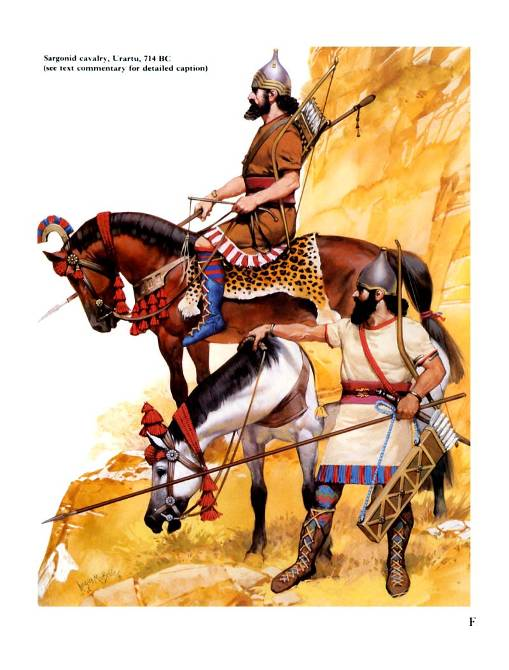 Sargonid cavalry, Urartu, 714 BC
(see text commentary for detailed caption)
F